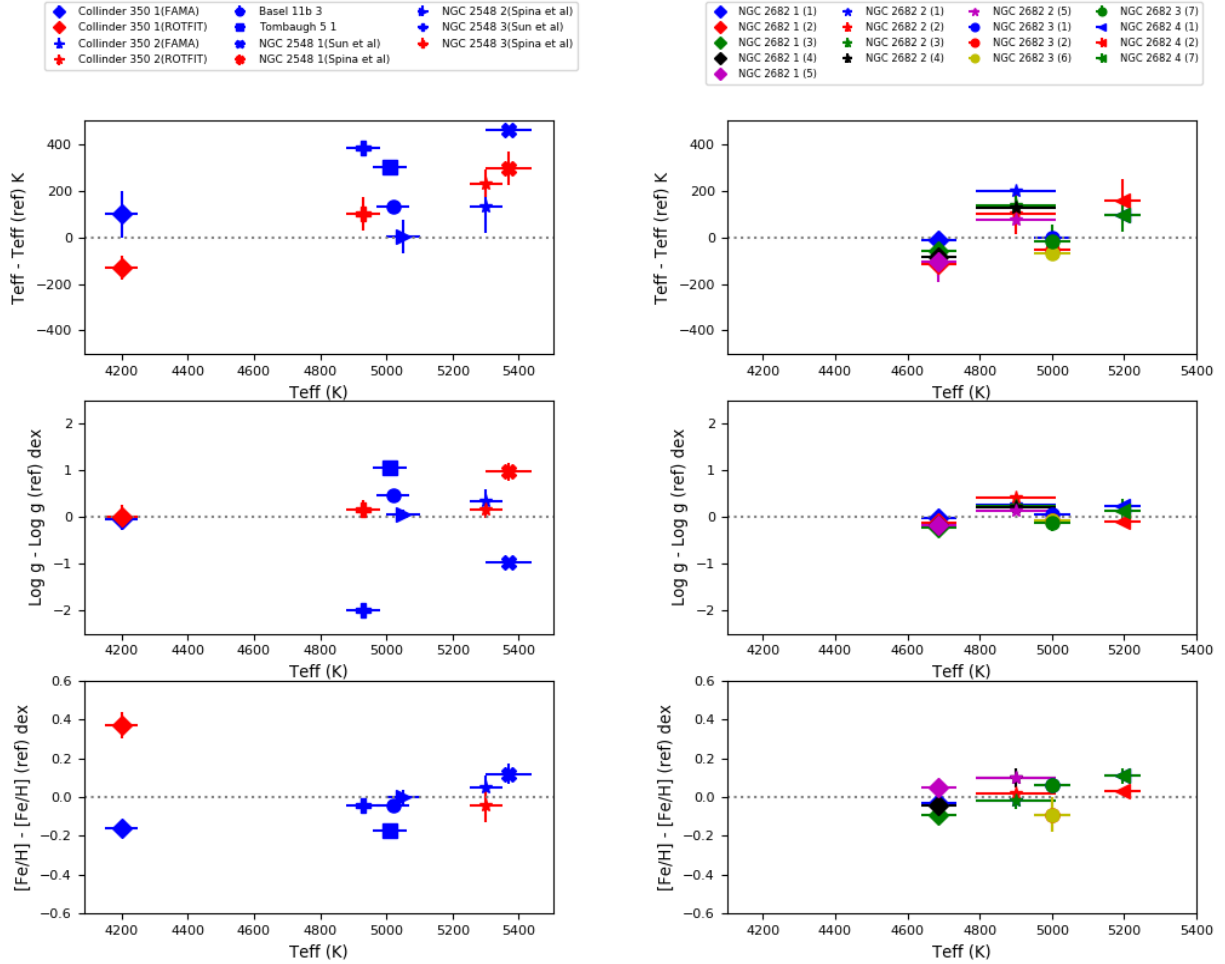 Collinder 350 1(FAMA) Basel 11b 3 NGC 2548 2(Spina et al)
Collinder 350 1(ROTFIT) Tombaugh 5 1 NGC 2548 3(Sun et al)
Collinder 350 2(FAMA) NGC 2548 1(Sun et al) NGC 2548 3(Spina et al)
Collinder 350 2(ROTFIT) NGC 2548 1(Spina et al)
NGC 2682 1 (1) NGC 2682 2 (1) NGC 2682 2 (5) NGC 2682 3 (7)
NGC 2682 1 (2) NGC 2682 2 (2) NGC 2682 3 (1) NGC 2682 4 (1)
NGC 2682 1 (3) NGC 2682 2 (3) NGC 2682 3 (2) NGC 2682 4 (2)
NGC 2682 1 (4) NGC 2682 2 (4) NGC 2682 3 (6) NGC 2682 4 (7)
NGC 2682 1 (5)
Teff - Teff (ref) K
400
200
0
−200
−400
4200 4400 4600 4800 5000 5200 5400
Teff (K)
Teff - Teff (ref) K
400
200
0
−200
−400
4200 4400 4600 4800 5000 5200 5400
Teff (K)
Log g - Log g (ref) dex
2
1
0
−1
−2
4200 4400 4600 4800 5000 5200 5400
Teff (K)
Log g - Log g (ref) dex
2
1
0
−1
−2
4200 4400 4600 4800 5000 5200 5400
Teff (K)
[Fe/H] - [Fe/H] (ref) dex
0.6
0.4
0.2
0.0
−0.2
−0.4
−0.6
4200 4400 4600 4800 5000 5200 5400
Teff (K)
[Fe/H] - [Fe/H] (ref) dex
0.6
0.4
0.2
0.0
−0.2
−0.4
−0.6
4200 4400 4600 4800 5000 5200 5400
Teff (K)